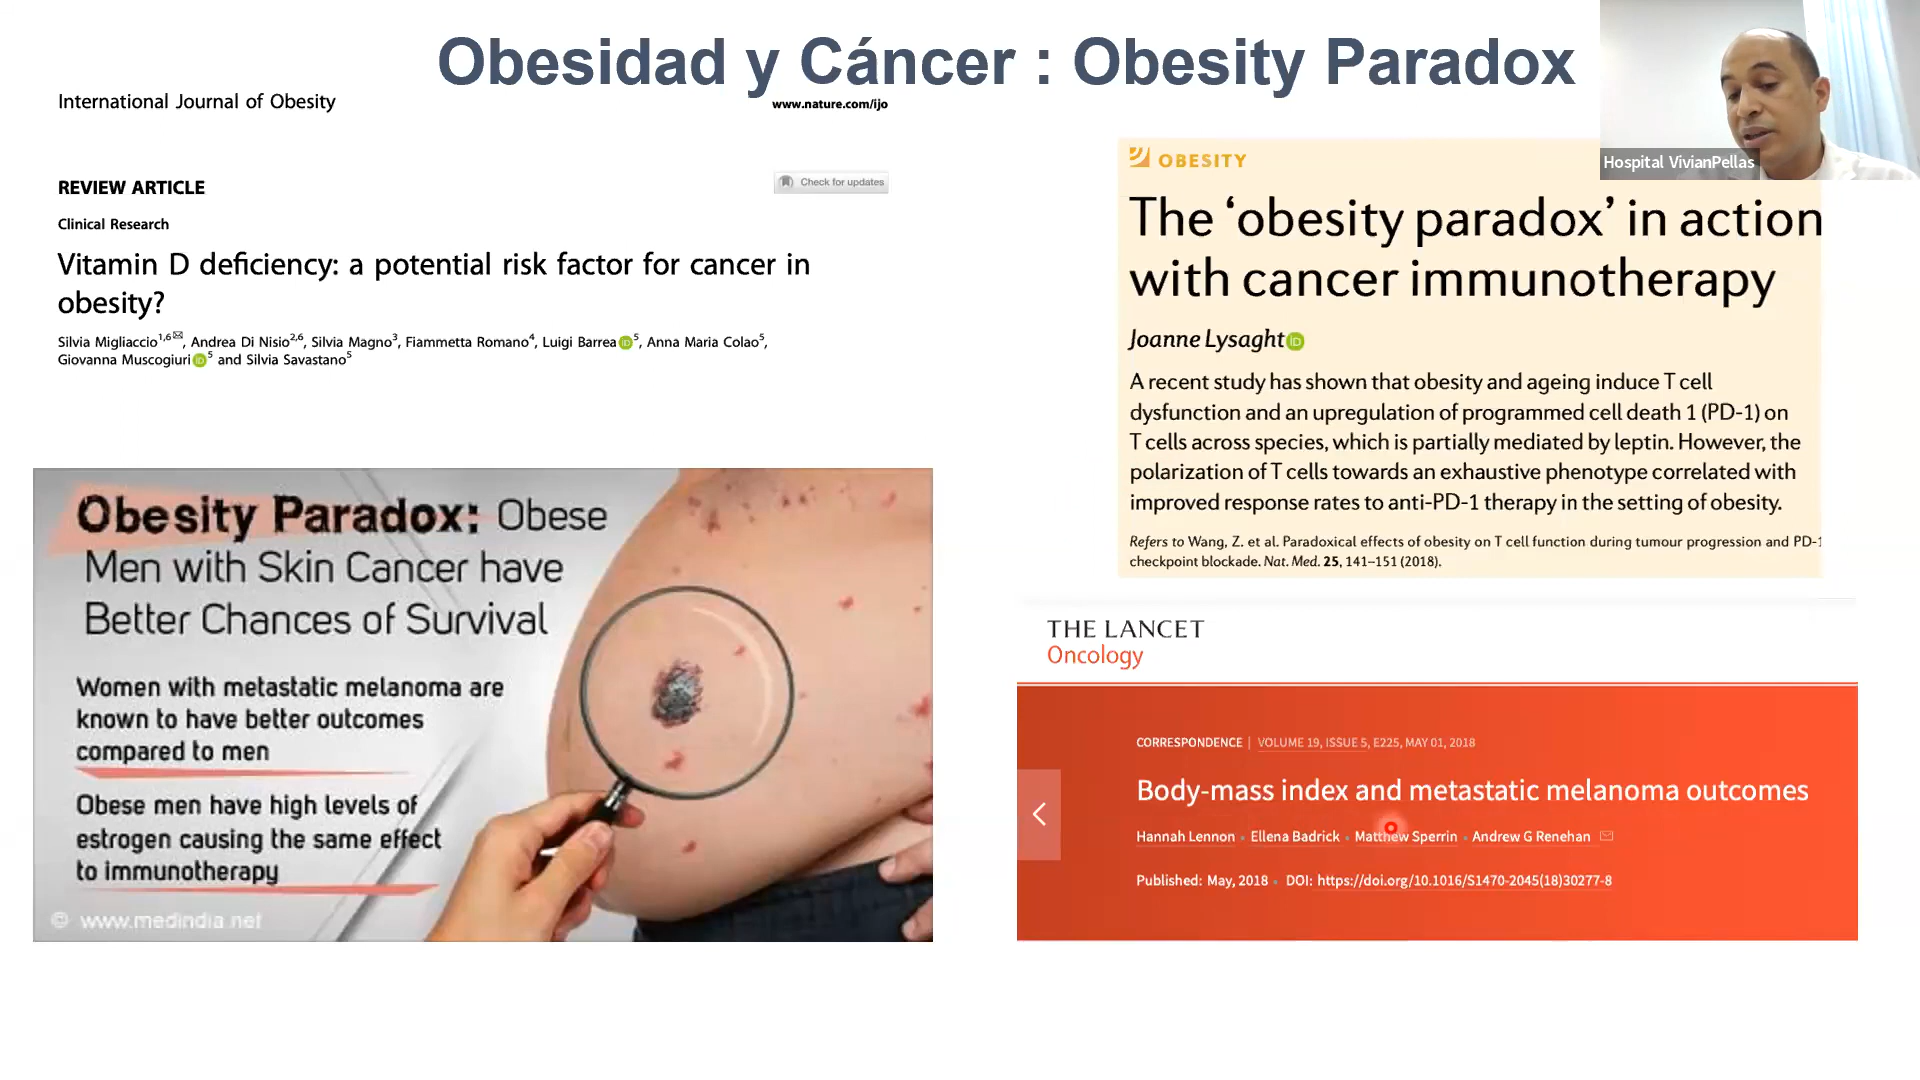 Obesidad y Cáncer : Obesity Paradox
International Journal of Obesity
www.nature.com/ijo
REVIEW ARTICLE
Check for updates
Clinical Research
Vitamin D deficiency: a potential risk factor for cancer in
obesity?
Silvia Migliaccio1,6✉, Andrea Di Nisio2,6, Silvia Magno3, Fiammetta Romano4, Luigi Barrea iD 5, Anna Maria Colao5,
Giovanna Muscogiuri iD 5 and Silvia Savastano5
Obesity Paradox: Obese
Men with Skin Cancer have
Better Chances of Survival
Women with metastatic melanoma are
known to have better outcomes
compared to men
Obese men have high levels of
estrogen causing the same effect
to immunotherapy
© www.medindia.net
Hospital VivianPellas
OBESITY
The ‘obesity paradox’ in action
with cancer immunotherapy
Joanne Lysaght iD
A recent study has shown that obesity and ageing induce T cell
dysfunction and an upregulation of programmed cell death 1 (PD-1) on
T cells across species, which is partially mediated by leptin. However, the
polarization of T cells towards an exhaustive phenotype correlated with
improved response rates to anti-PD-1 therapy in the setting of obesity.
Refers to Wang, Z. et al. Paradoxical effects of obesity on T cell function during tumour progression and PD-1
checkpoint blockade. Nat. Med. 25, 141–151 (2018).
THE LANCET
Oncology
CORRESPONDENCE | VOLUME 19, ISSUE 5, E225, MAY 01, 2018
Body-mass index and metastatic melanoma outcomes
Hannah Lennon • Ellena Badrick • Matthew Sperrin • Andrew G Renehan
Published: May, 2018 • DOI: https://doi.org/10.1016/S1470-2045(18)30277-8